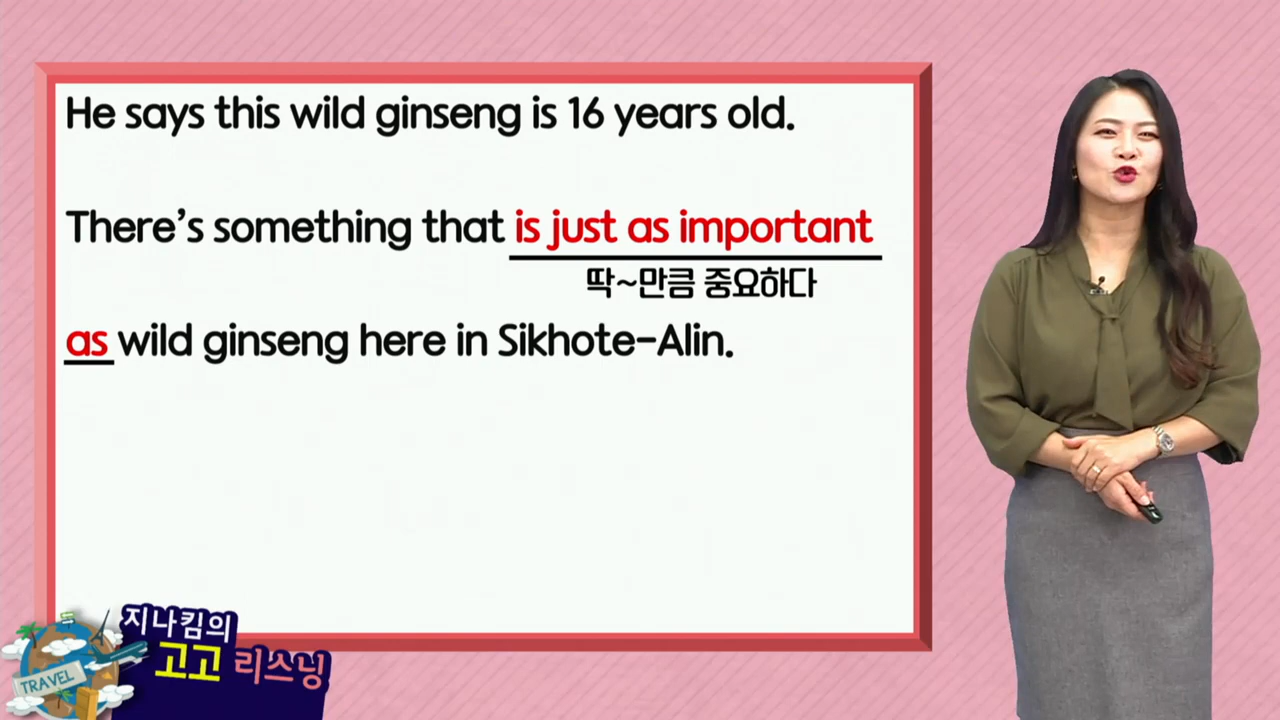 He says this wild ginseng is 16 years old.
There's something that is just as important
딱~만큼 중요하다
as wild ginseng here in Sikhote-Alin.
지나킴의
고고 리스닝
TRAVEL